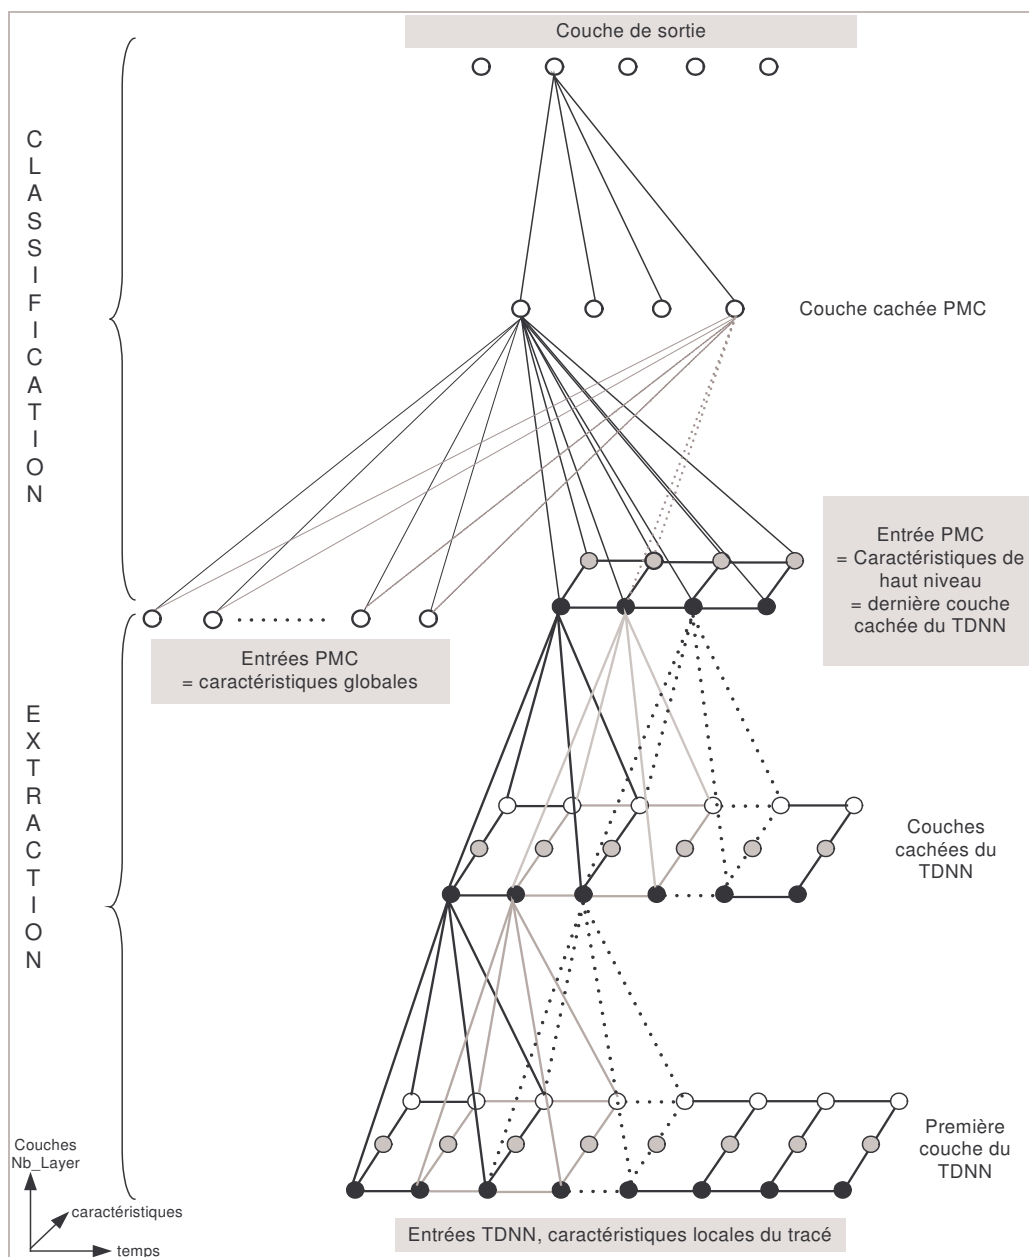 Couche de sortie
CLASSIFICATION
Couche cachée PMC
Entrée PMC
= Caractéristiques de
haut niveau
= dernière couche
cachée du TDNN
Entrées PMC
= caractéristiques globales
EXTRACTION
Couches
cachées du
TDNN
Première
couche du
TDNN
Couches
Nb_Layer
caractéristiques
temps
Entrées TDNN, caractéristiques locales du tracé